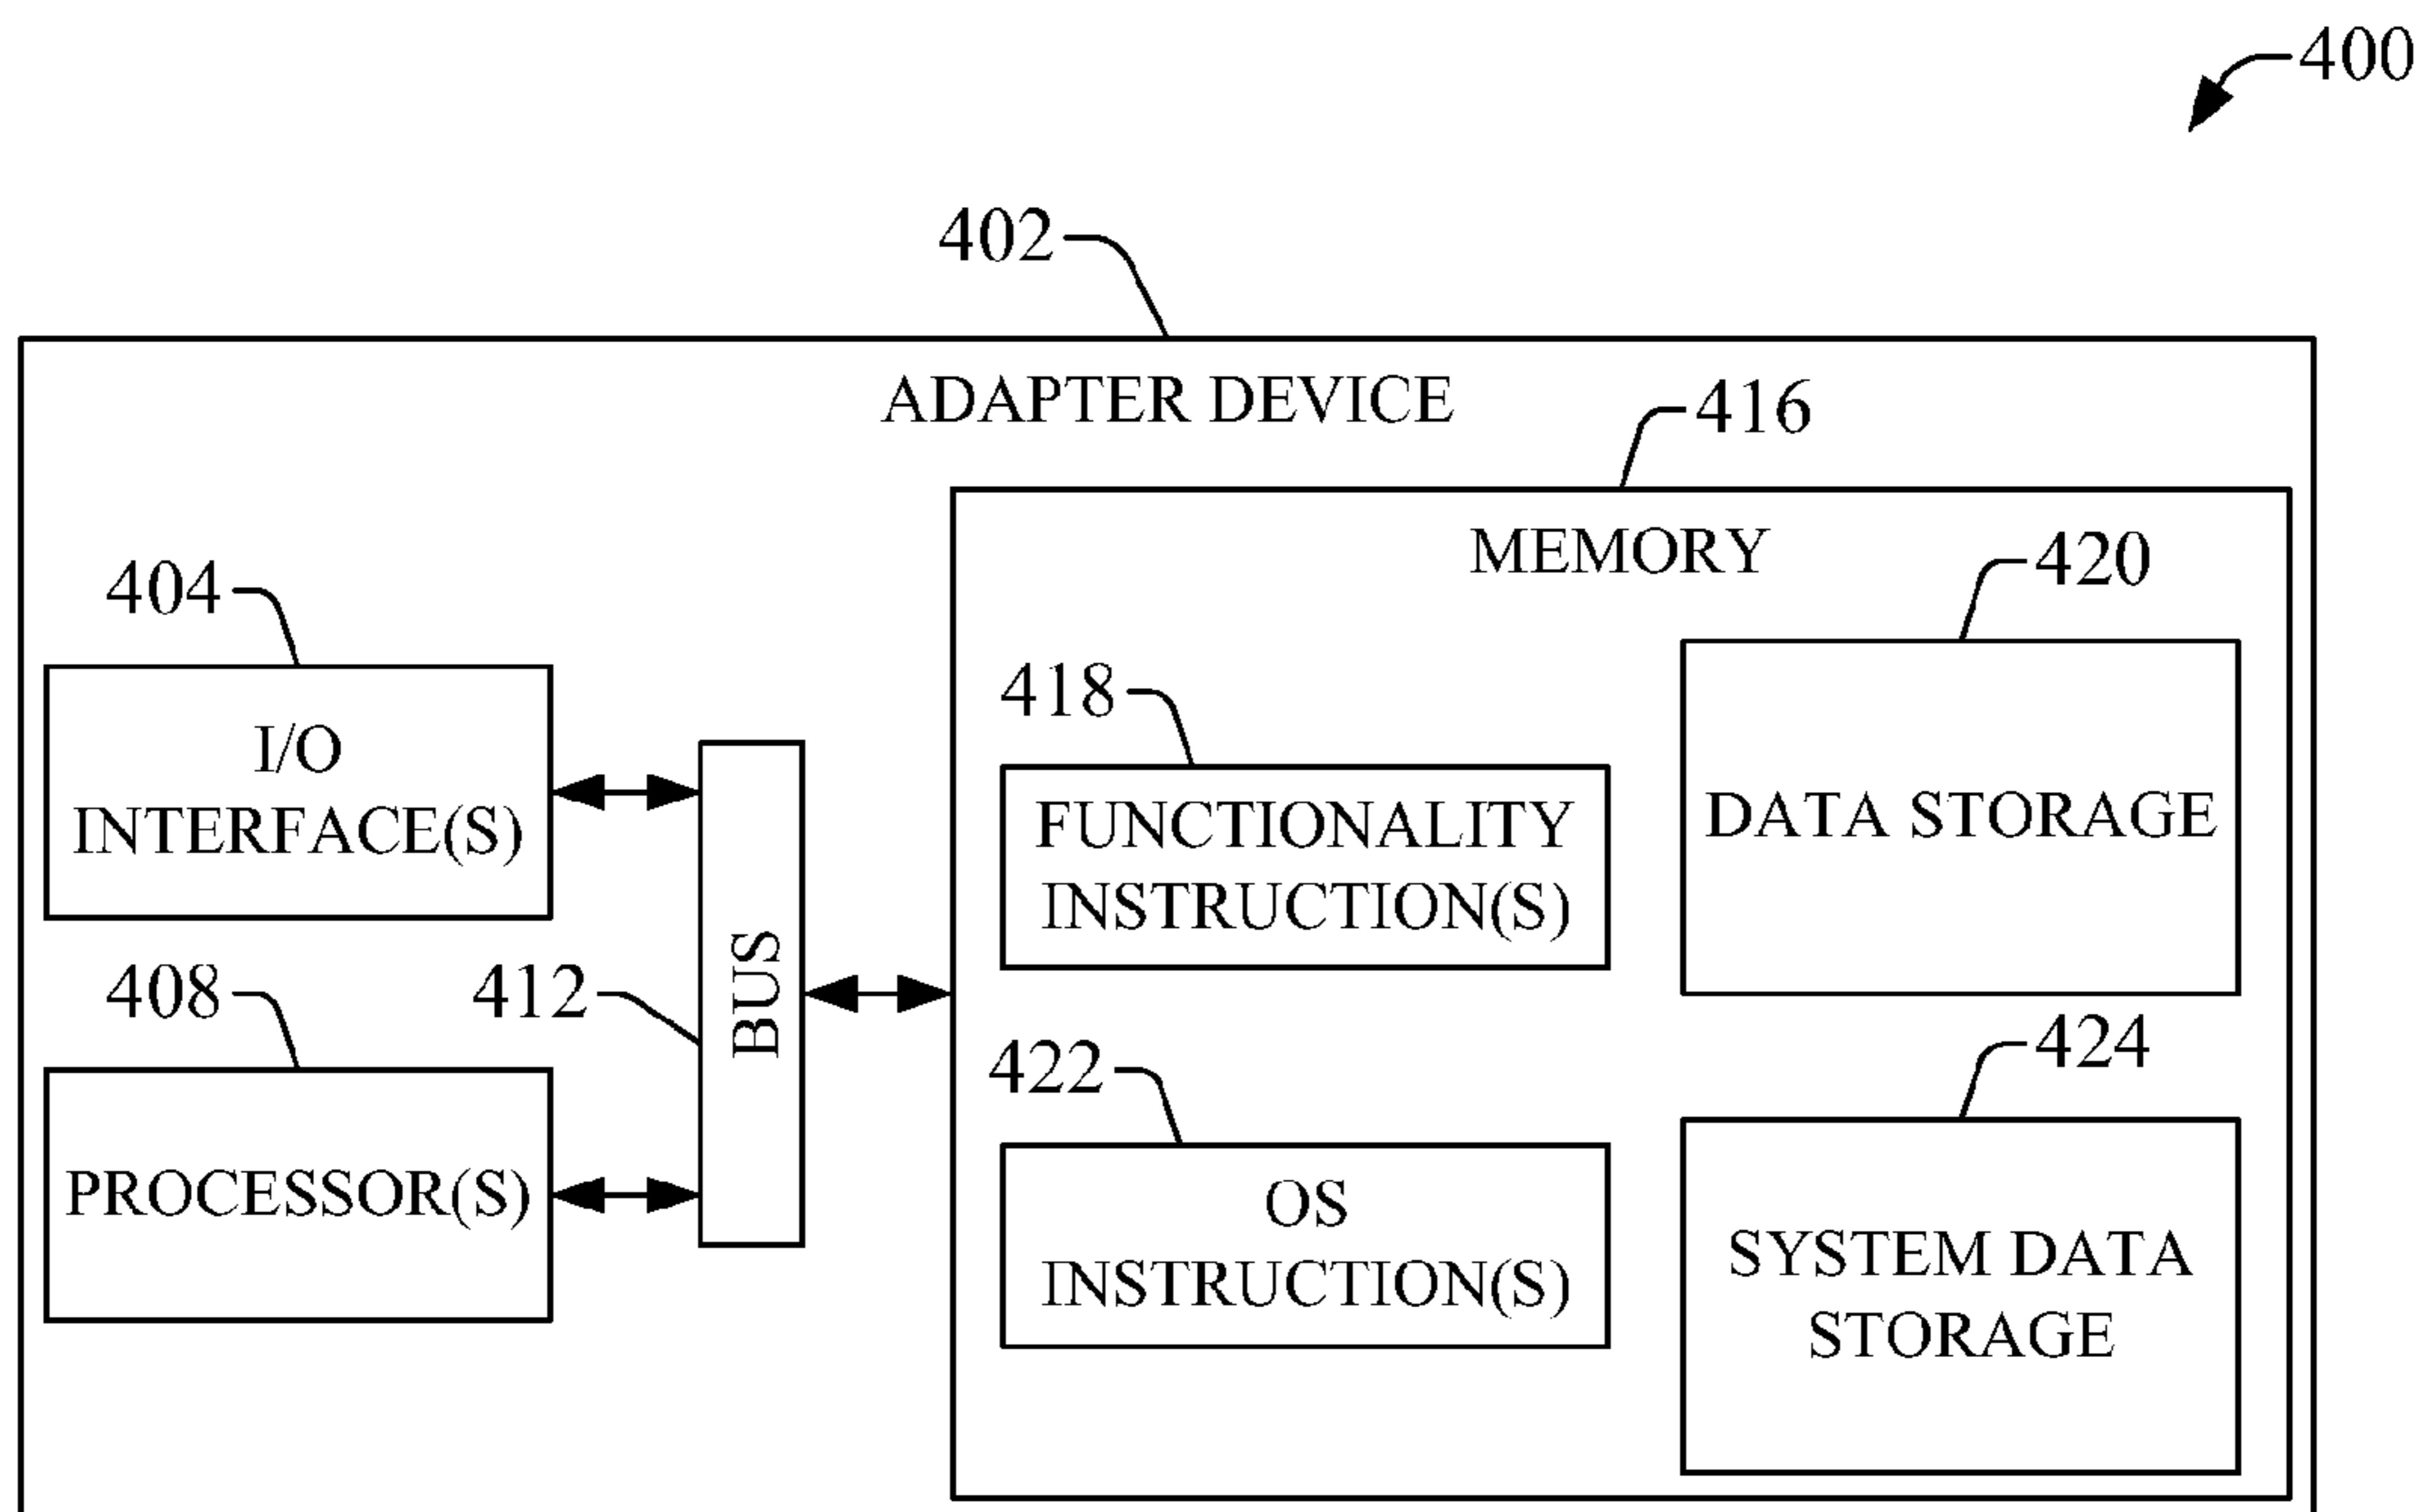 400
402
ADAPTER DEVICE
416
MEMORY
404
420
I/O
INTERFACE(S)
418
FUNCTIONALITY
INSTRUCTION(S)
DATA STORAGE
408
412
BUS
422
424
PROCESSOR(S)
OS
INSTRUCTION(S)
SYSTEM DATA
STORAGE